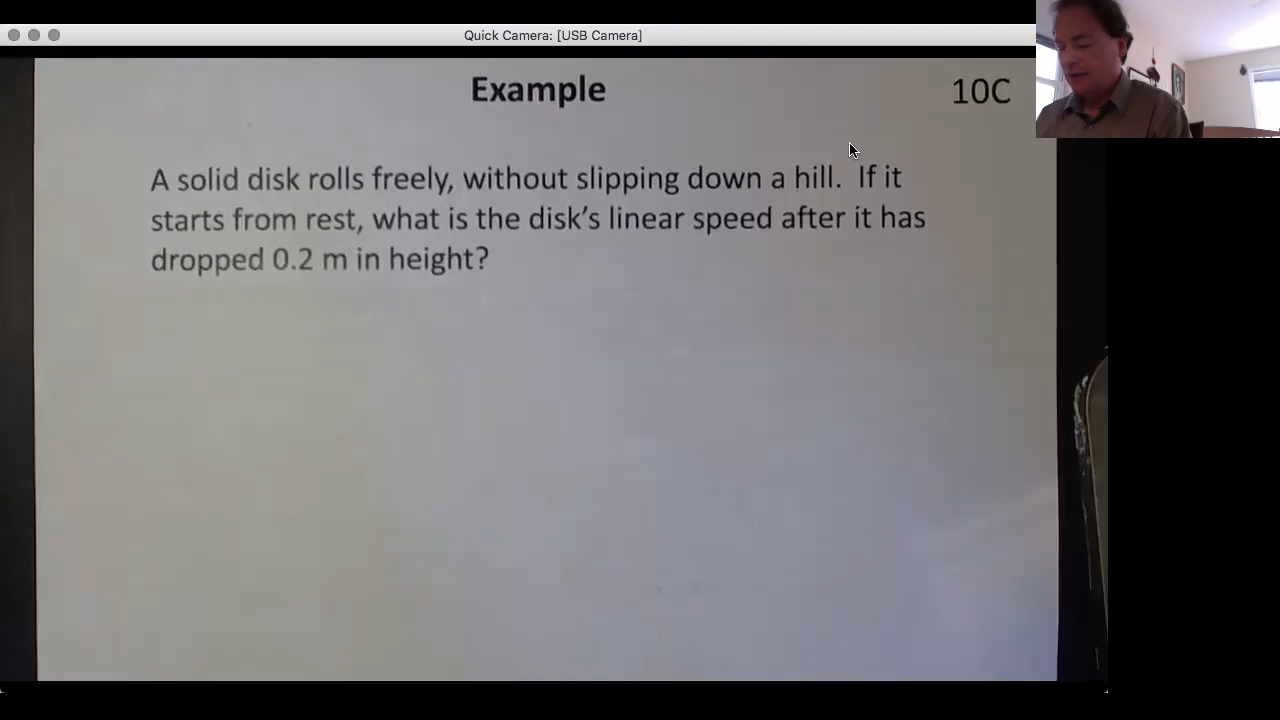 Quick Camera: [USB Camera]
Example
10C
A solid disk rolls freely, without slipping down a hill.  If it
starts from rest, what is the disk’s linear speed after it has
dropped 0.2 m in height?